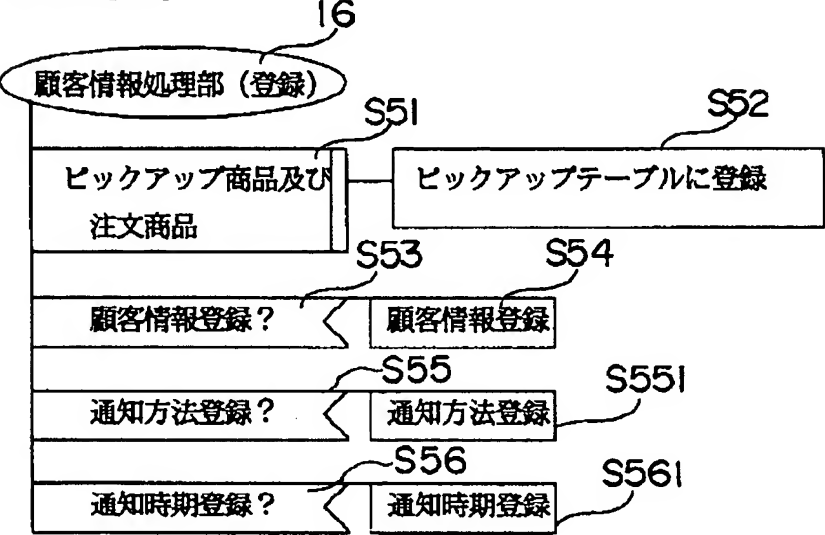 16
顧客情報処理部（登録）
S51
S52
ピックアップ商品及び
注文商品
ピックアップテーブルに登録
S53
S54
顧客情報登録？
顧客情報登録
S55
S551
通知方法登録？
通知方法登録
S56
S561
通知時期登録？
通知時期登録